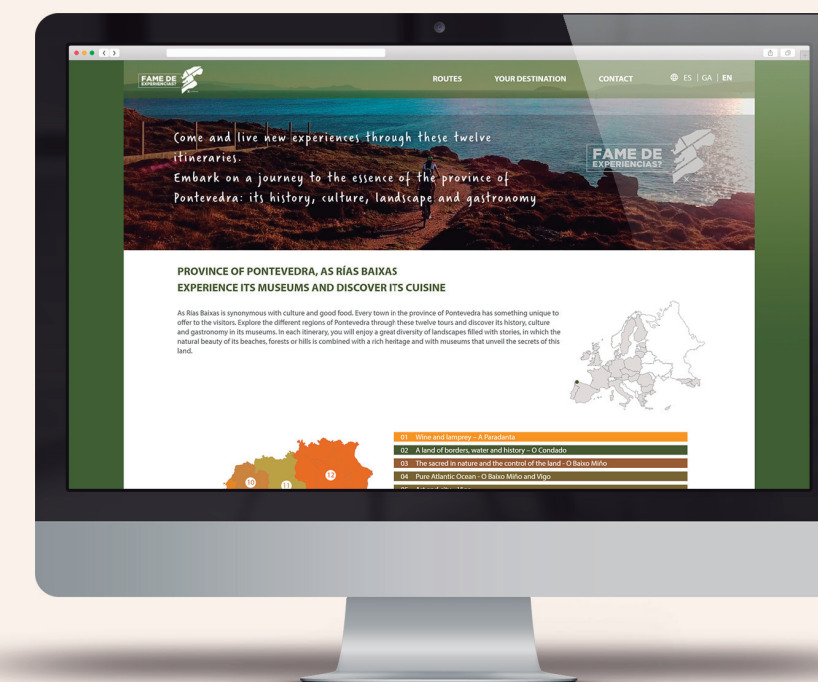 FAME DE
EXPERIENCIAS?
ROUTES YOUR DESTINATION CONTACT ES | GA | EN
Come and live new experiences through these twelve
itineraries.
Embark on a journey to the essence of the province of
Pontevedra: its history, culture, landscape and gastronomy
FAME DE
EXPERIENCIAS?
PROVINCE OF PONTEVEDRA, AS RÍAS BAIXAS
EXPERIENCE ITS MUSEUMS AND DISCOVER ITS CUISINE
As Rías Baixas is synonymous with culture and good food. Every town in the province of Pontevedra has something unique to
offer to the visitors. Explore the different regions of Pontevedra through these twelve tours and discover its history, culture
and gastronomy in its museums. In each itinerary, you will enjoy a great diversity of landscapes filled with stories, in which the
natural beauty of its beaches, forests or hills is combined with a rich heritage and with museums that unveil the secrets of this
land.
01 Wine and lamprey – A Paradanta
02 A land of borders, water and history – O Condado
03 The sacred in nature and the control of the land - O Baixo Miño
04 Pure Atlantic Ocean - O Baixo Miño and Vigo
10
11
12